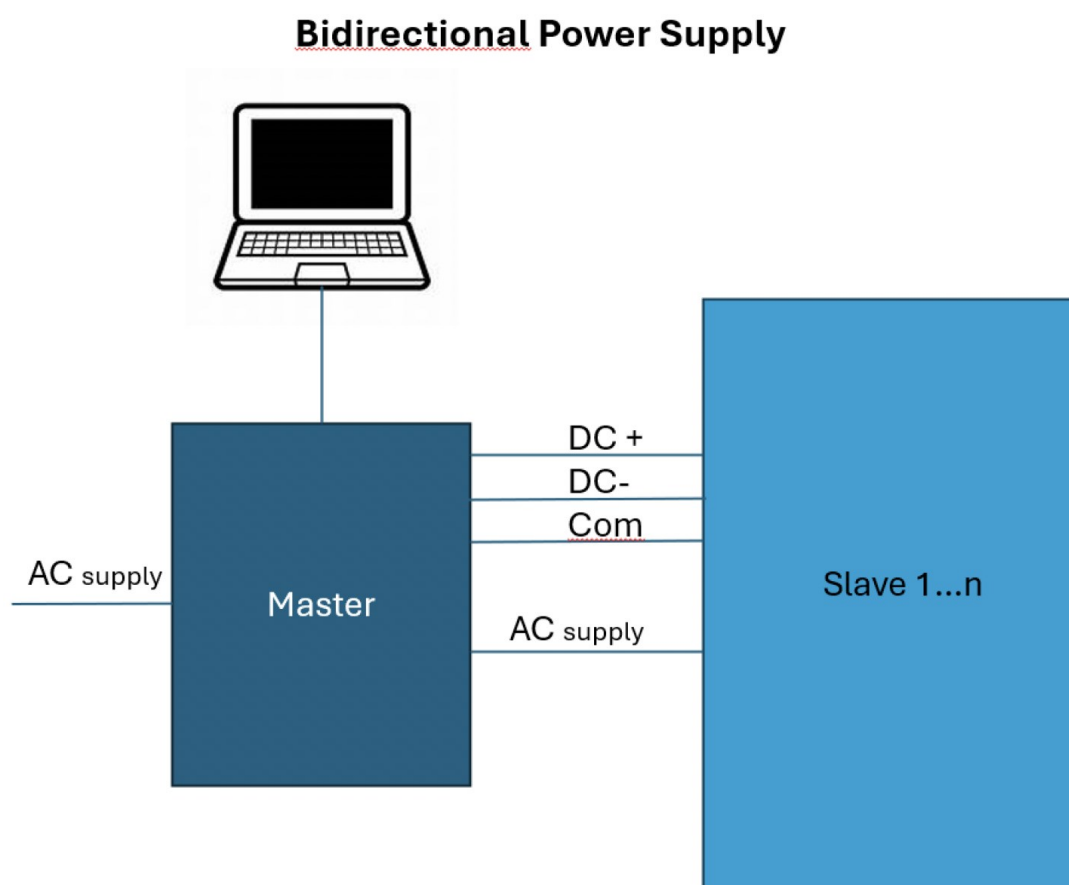 Bidirectional Power Supply
DC +
DC-
Com
AC supply
Master
AC supply
Slave 1...n